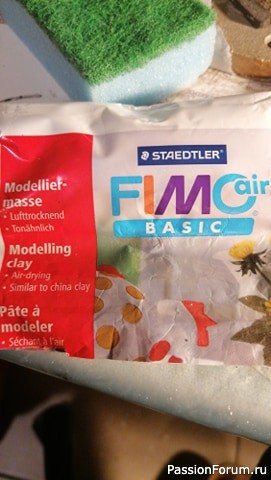 STAEDTLER
FIMO air
BASIC
Modellier-
masse
• Lufttrocknend
• Tonähnlich
Modelling
clay
• Air-drying
• Similar to china clay
Pâte à
modeler
• Séchant à l'air
PassionForum.ru